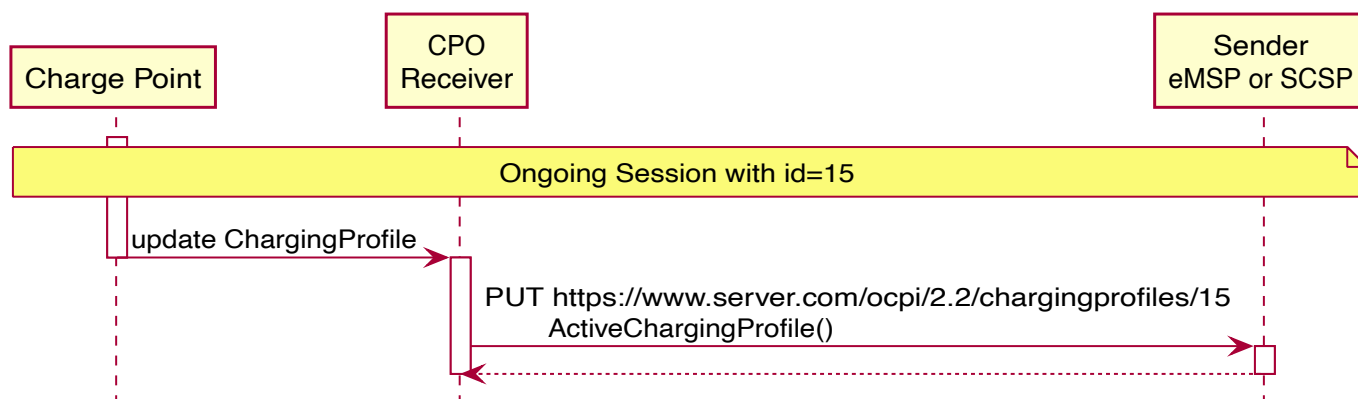 Charge Point
CPO
Receiver
Sender
eMSP or SCSP
Ongoing Session with id=15
update ChargingProfile
PUT https://www.server.com/ocpi/2.2/chargingprofiles/15
ActiveChargingProfile()